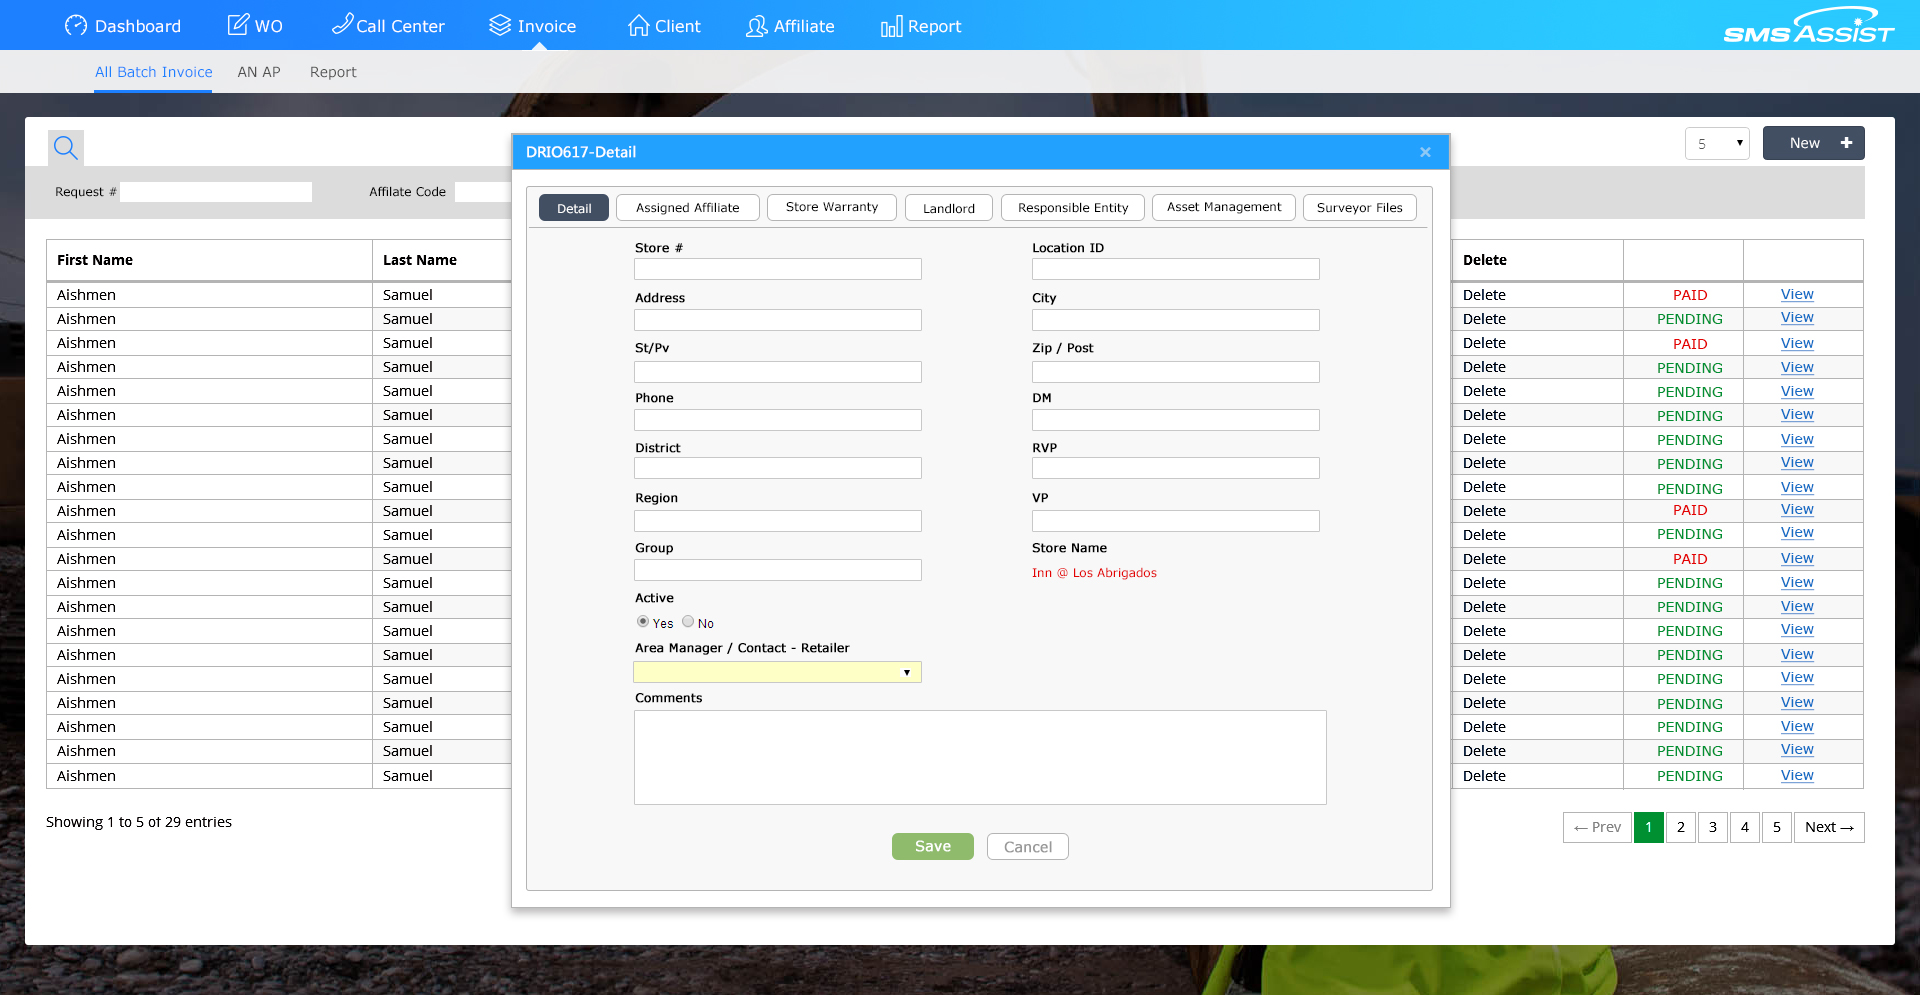 Dashboard WO Call Center Invoice Client Affiliate Report SMS ASSIST
All Batch Invoice AN AP Report
DRIO617-Detail ×
5 ▼ New +
Request # Affilate Code
Detail Assigned Affiliate Store Warranty Landlord Responsible Entity Asset Management Surveyor Files
Store # Location ID
Address City
St/Pv Zip / Post
Phone DM
District RVP
Region VP
Group Store Name
Inn @ Los Abrigados
Active
Yes No
Area Manager / Contact - Retailer
▼
Comments
Save Cancel
First Name Last Name Delete
Aishmen Samuel Delete PAID View
Aishmen Samuel Delete PENDING View
Aishmen Samuel Delete PAID View
Aishmen Samuel Delete PENDING View
Aishmen Samuel Delete PENDING View
Aishmen Samuel Delete PENDING View
Aishmen Samuel Delete PENDING View
Aishmen Samuel Delete PENDING View
Aishmen Samuel Delete PENDING View
Aishmen Samuel Delete PAID View
Aishmen Samuel Delete PENDING View
Aishmen Samuel Delete PAID View
Aishmen Samuel Delete PENDING View
Aishmen Samuel Delete PENDING View
Aishmen Samuel Delete PENDING View
Aishmen Samuel Delete PENDING View
Aishmen Samuel Delete PENDING View
Aishmen Samuel Delete PENDING View
Aishmen Samuel Delete PENDING View
Aishmen Samuel Delete PENDING View
Aishmen Samuel Delete PENDING View
Showing 1 to 5 of 29 entries
← Prev 1 2 3 4 5 Next →